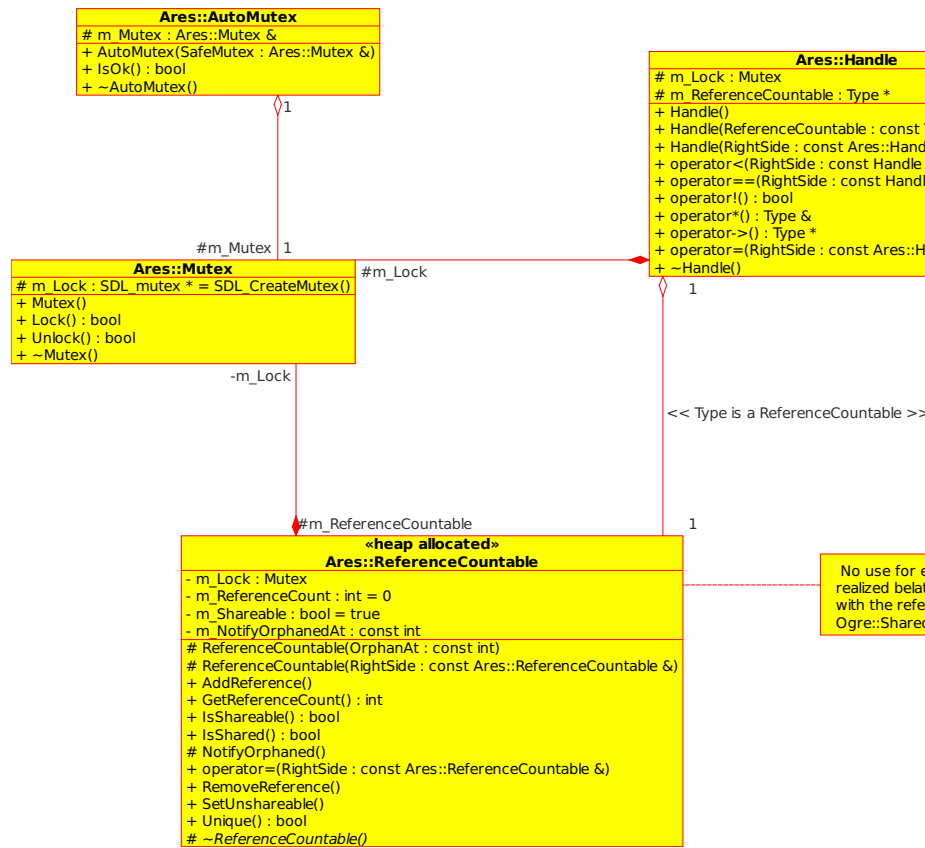 Ares::AutoMutex
# m_Mutex : Ares::Mutex &
+ AutoMutex(SafeMutex : Ares::Mutex &)
+ IsOk() : bool
+ ~AutoMutex()
1
Ares::Handle
# m_Lock : Mutex
# m_ReferenceCountable : Type *
+ Handle()
+ Handle(ReferenceCountable : const
+ Handle(RightSide : const Ares::Hand
+ operator<(RightSide : const Handle
+ operator==(RightSide : const Handl
+ operator!() : bool
+ operator*() : Type &
+ operator->() : Type *
+ operator=(RightSide : const Ares::H
+ ~Handle()
#m_Mutex 1
#m_Lock
1
Ares::Mutex
# m_Lock : SDL_mutex * = SDL_CreateMutex()
+ Mutex()
+ Lock() : bool
+ Unlock() : bool
+ ~Mutex()
-m_Lock
<< Type is a ReferenceCountable >>
#m_ReferenceCountable
1
«heap allocated»
Ares::ReferenceCountable
- m_Lock : Mutex
- m_ReferenceCount : int = 0
- m_Shareable : bool = true
- m_NotifyOrphanedAt : const int
# ReferenceCountable(OrphanAt : const int)
# ReferenceCountable(RightSide : const Ares::ReferenceCountable &)
+ AddReference()
+ GetReferenceCount() : int
+ IsShareable() : bool
+ IsShared() : bool
# NotifyOrphaned()
+ operator=(RightSide : const Ares::ReferenceCountable &)
+ RemoveReference()
+ SetUnshareable()
+ Unique() : bool
# ~ReferenceCountable()
No use for e
realized belat
with the refe
Ogre::Shared